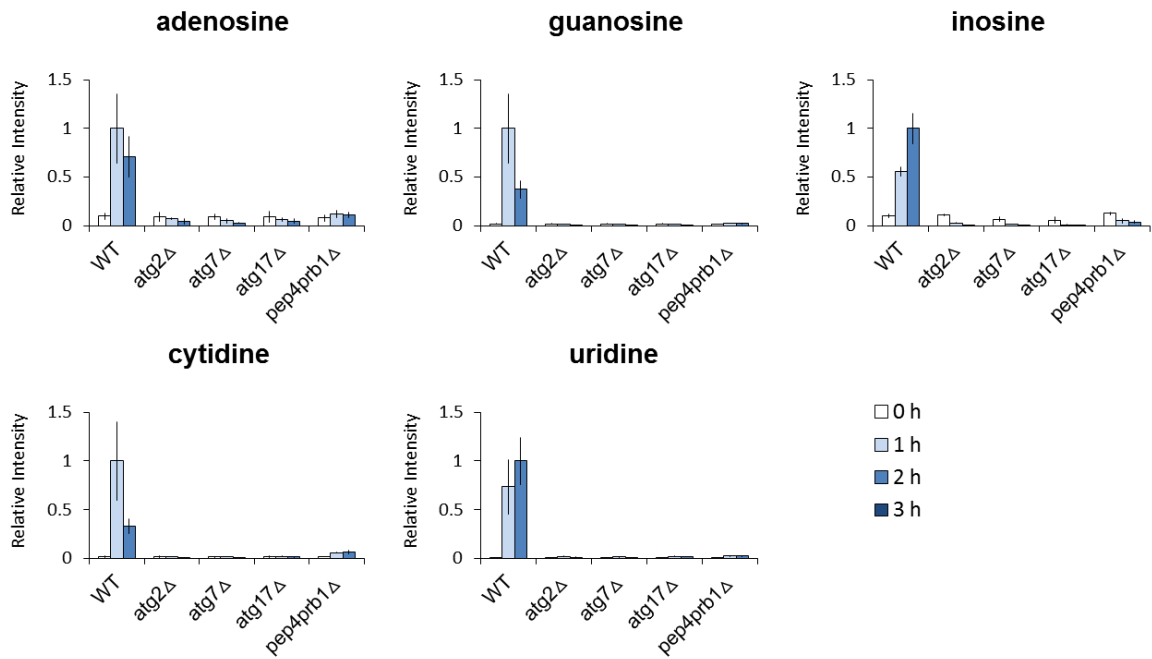 adenosine
Relative Intensity
1.5
1
0.5
0
WT
atg2Δ
atg7Δ
atg17Δ
pep4prb1Δ
guanosine
Relative Intensity
1.5
1
0.5
0
WT
atg2Δ
atg7Δ
atg17Δ
pep4prb1Δ
inosine
Relative Intensity
1.5
1
0.5
0
WT
atg2Δ
atg7Δ
atg17Δ
pep4prb1Δ
cytidine
Relative Intensity
1.5
1
0.5
0
WT
atg2Δ
atg7Δ
atg17Δ
pep4prb1Δ
uridine
Relative Intensity
1.5
1
0.5
0
WT
atg2Δ
atg7Δ
atg17Δ
pep4prb1Δ
0 h
1 h
2 h
3 h